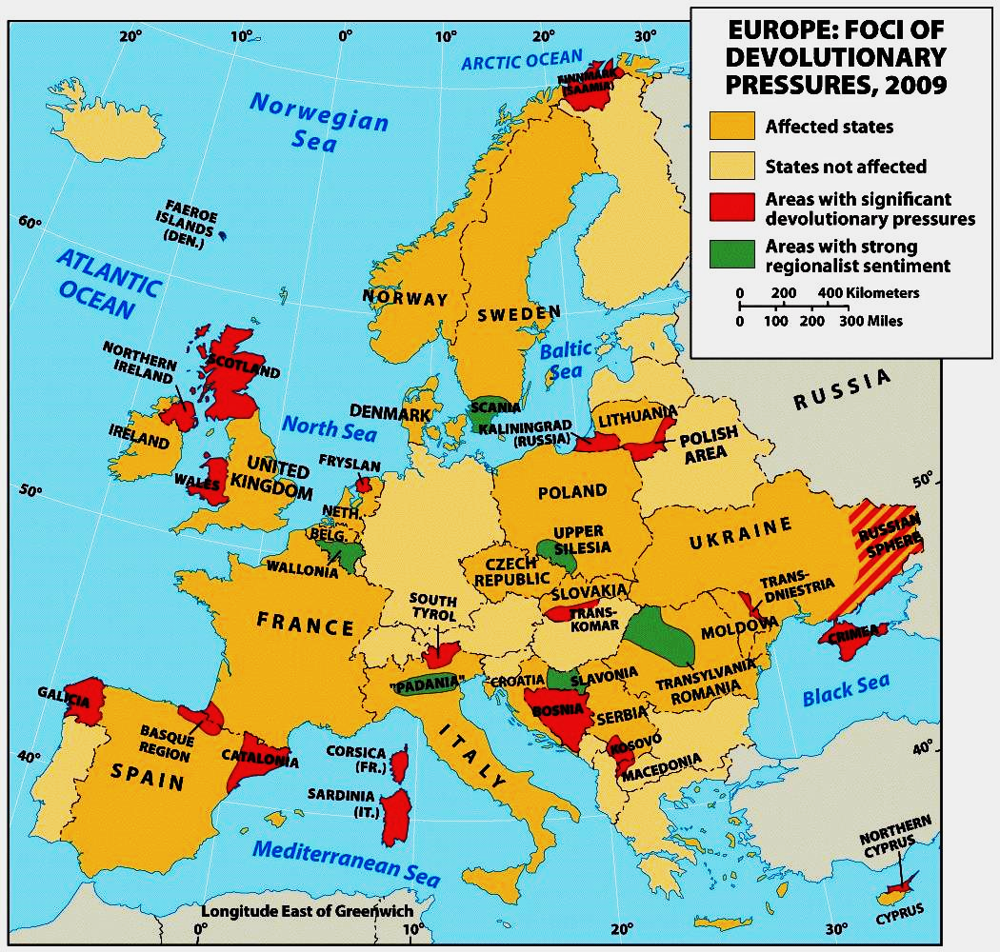 EUROPE: FOCI OF
DEVOLUTIONARY
PRESSURES, 2009
Affected states
States not affected
Areas with significant
devolutionary pressures
Areas with strong
regionalist sentiment
0 200 400 Kilometers
0 100 200 300 Miles
20°
10°
0°
10°
20°
30°
ARCTIC OCEAN
FINNMARK
(SAAMIA)
Norwegian
Sea
FAEROE
ISLANDS
(DEN.)
60°
ATLANTIC
OCEAN
NORWAY
SWEDEN
Baltic
Sea
RUSSIA
NORTHERN
IRELAND
SCOTLAND
DENMARK
SCANIA
KALININGRAD
(RUSSIA)
LITHUANIA
POLISH
AREA
North Sea
IRELAND
FRYSLAN
UNITED
KINGDOM
WALES
50°
50°
NETH.
BELG.
WALLONIA
POLAND
UPPER
SILESIA
CZECH
REPUBLIC
UKRAINE
RUSSIAN
SPHERE
SLOVAKIA
TRANS-
KOMAR
TRANS-
DNIESTRIA
SOUTH
TYROL
FRANCE
MOLDOVA
CRIMEA
"PADANIA"
CROATIA
SLAVONIA
TRANSYLVANIA
ROMANIA
Black Sea
GALICIA
BOSNIA
SERBIA
BASQUE
REGION
CATALONIA
CORSICA
(FR.)
ITALY
KOSOVO
MACEDONIA
40°
40°
SPAIN
SARDINIA
(IT.)
Mediterranean Sea
NORTHERN
CYPRUS
CYPRUS
Longitude East of Greenwich
0°
10°
20°
30°